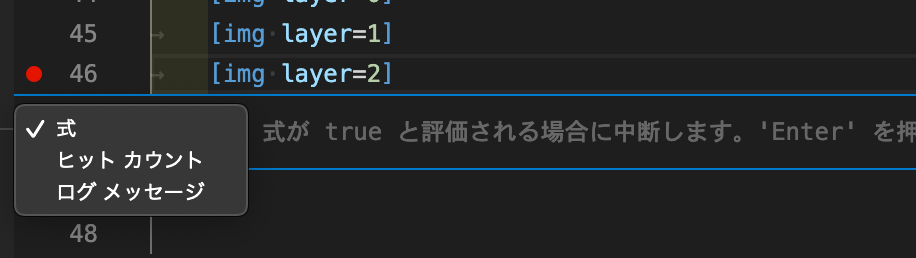 45 → [img·layer=1]
46 → [img·layer=2]
✓ 式
式が true と評価される場合に中断します。'Enter' を押
ヒット カウント
ログ メッセージ
48